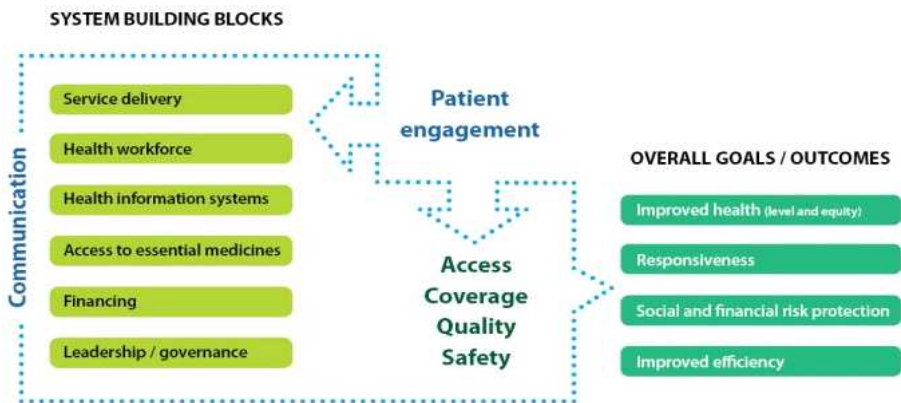 SYSTEM BUILDING BLOCKS
Communication
Service delivery
Health workforce
Health information systems
Access to essential medicines
Financing
Leadership / governance
Patient
engagement
Access
Coverage
Quality
Safety
OVERALL GOALS / OUTCOMES
Improved health (level and equity)
Responsiveness
Social and financial risk protection
Improved efficiency